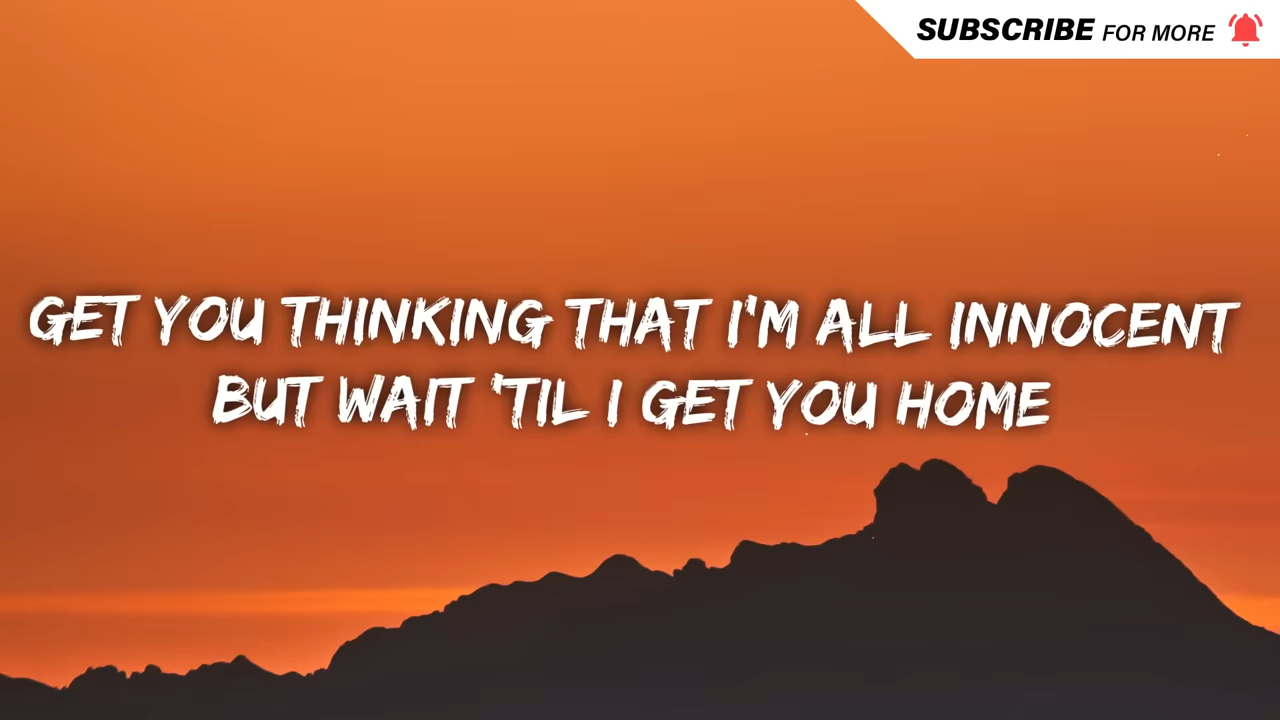 SUBSCRIBE FOR MORE
GET YOU THINKING THAT I'M ALL INNOCENT
BUT WAIT 'TIL I GET YOU HOME